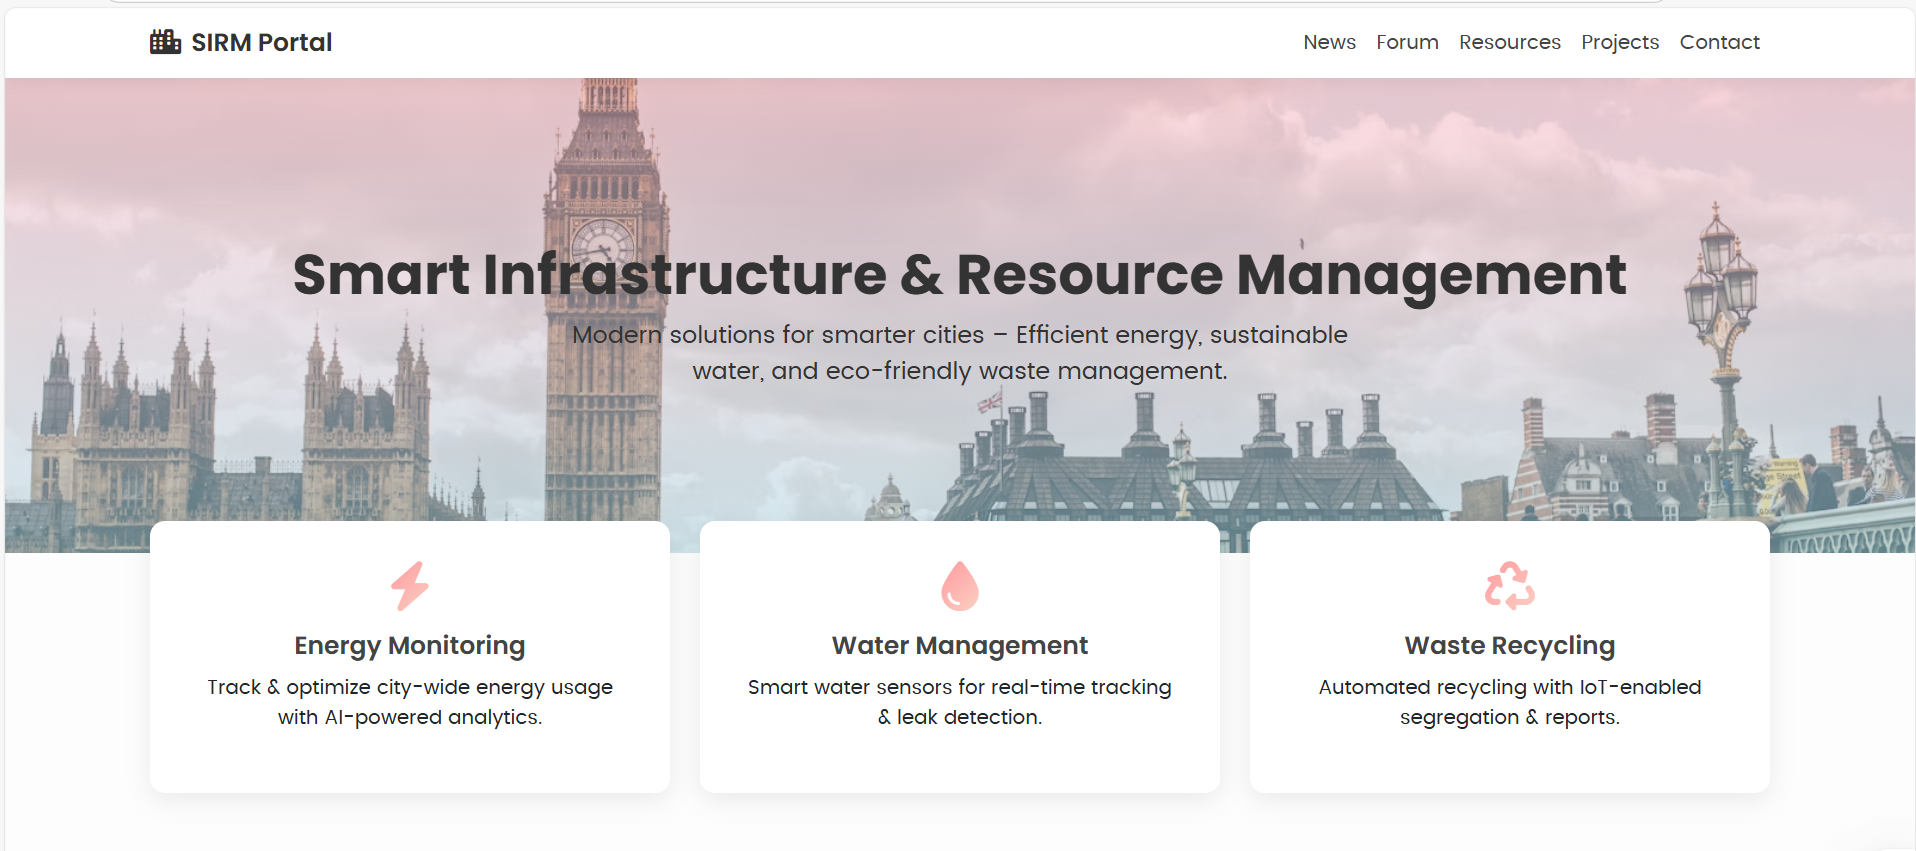 SIRM Portal
News Forum Resources Projects Contact
Smart Infrastructure & Resource Management
Modern solutions for smarter cities – Efficient energy, sustainable
water, and eco-friendly waste management.
Energy Monitoring
Track & optimize city-wide energy usage
with AI-powered analytics.
Water Management
Smart water sensors for real-time tracking
& leak detection.
Waste Recycling
Automated recycling with IoT-enabled
segregation & reports.